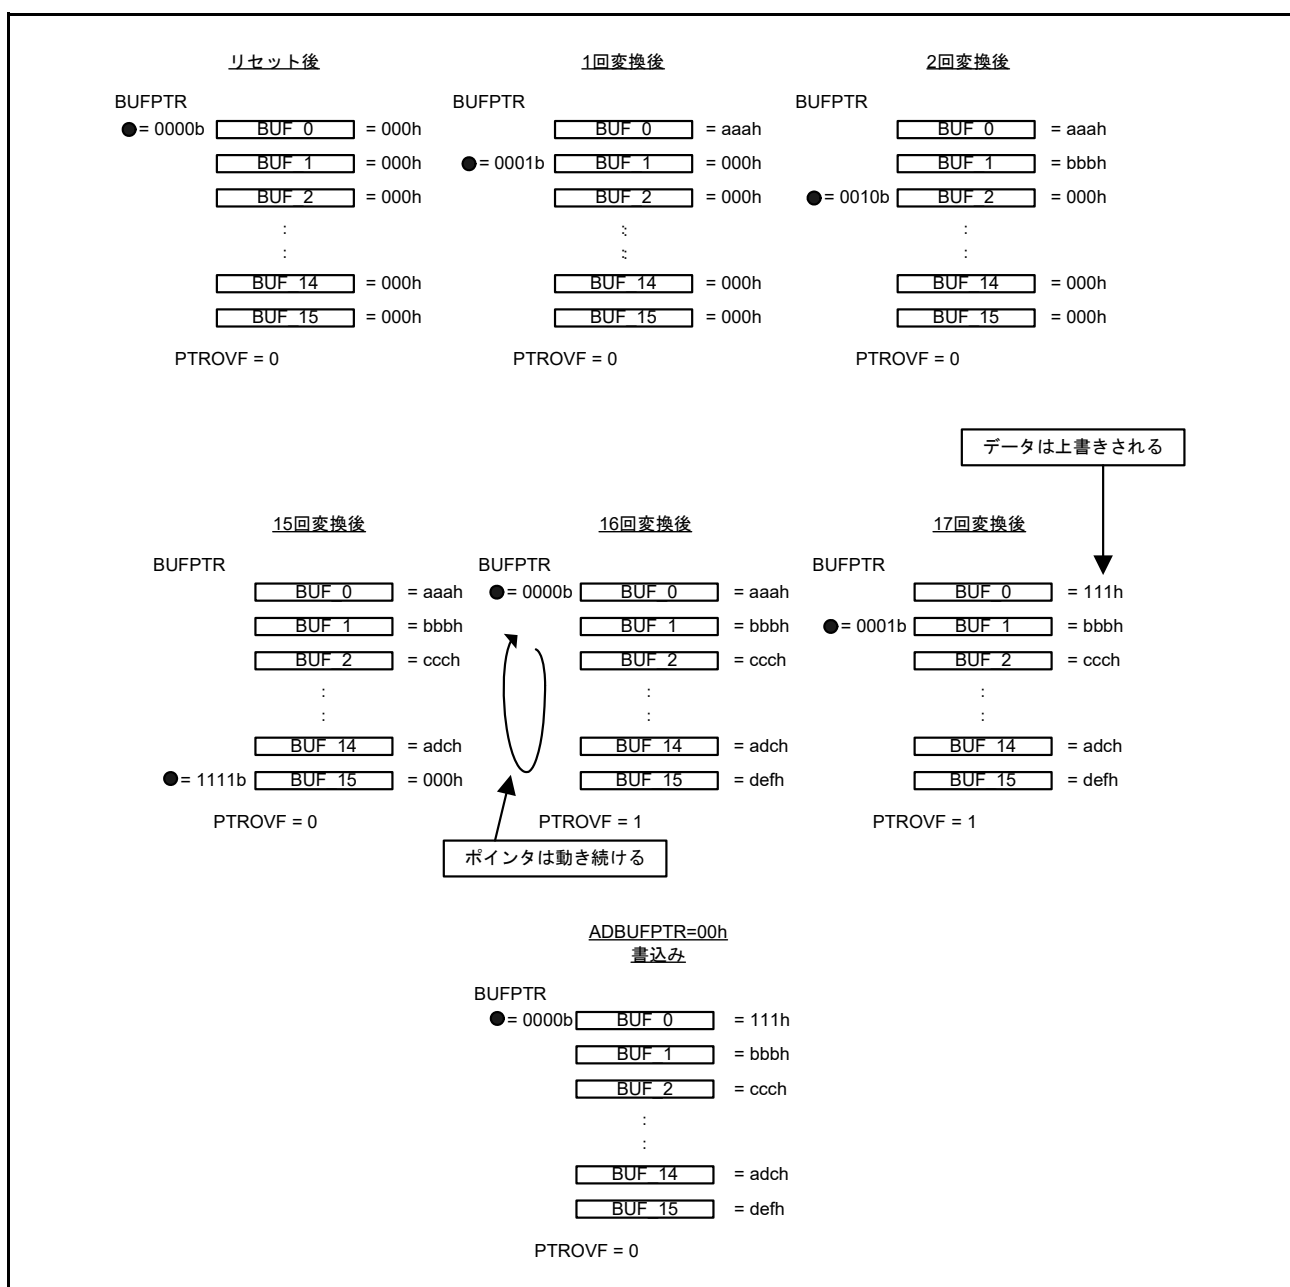 リセット後
BUFPTR
= 0000b BUF_0 = 000h
BUF_1 = 000h
BUF_2 = 000h
:
:
BUF_14 = 000h
BUF_15 = 000h
PTROVF = 0
1回変換後
BUFPTR
BUF_0 = aaah
= 0001b BUF_1 = 000h
BUF_2 = 000h
:
:
BUF_14 = 000h
BUF_15 = 000h
PTROVF = 0
2回変換後
BUFPTR
BUF_0 = aaah
BUF_1 = bbbh
= 0010b BUF_2 = 000h
:
:
BUF_14 = 000h
BUF_15 = 000h
PTROVF = 0
データは上書きされる
15回変換後
BUFPTR
BUF_0 = aaah
BUF_1 = bbbh
BUF_2 = ccch
:
:
BUF_14 = adch
= 1111b BUF_15 = 000h
PTROVF = 0
16回変換後
BUFPTR
= 0000b BUF_0 = aaah
BUF_1 = bbbh
BUF_2 = ccch
:
:
BUF_14 = adch
BUF_15 = defh
PTROVF = 1
ポインタは動き続ける
17回変換後
BUFPTR
BUF_0 = 111h
= 0001b BUF_1 = bbbh
BUF_2 = ccch
:
:
BUF_14 = adch
BUF_15 = defh
PTROVF = 1
ADBUFPTR=00h
書込み
BUFPTR
= 0000b BUF_0 = 111h
BUF_1 = bbbh
BUF_2 = ccch
:
:
BUF_14 = adch
BUF_15 = defh
PTROVF = 0